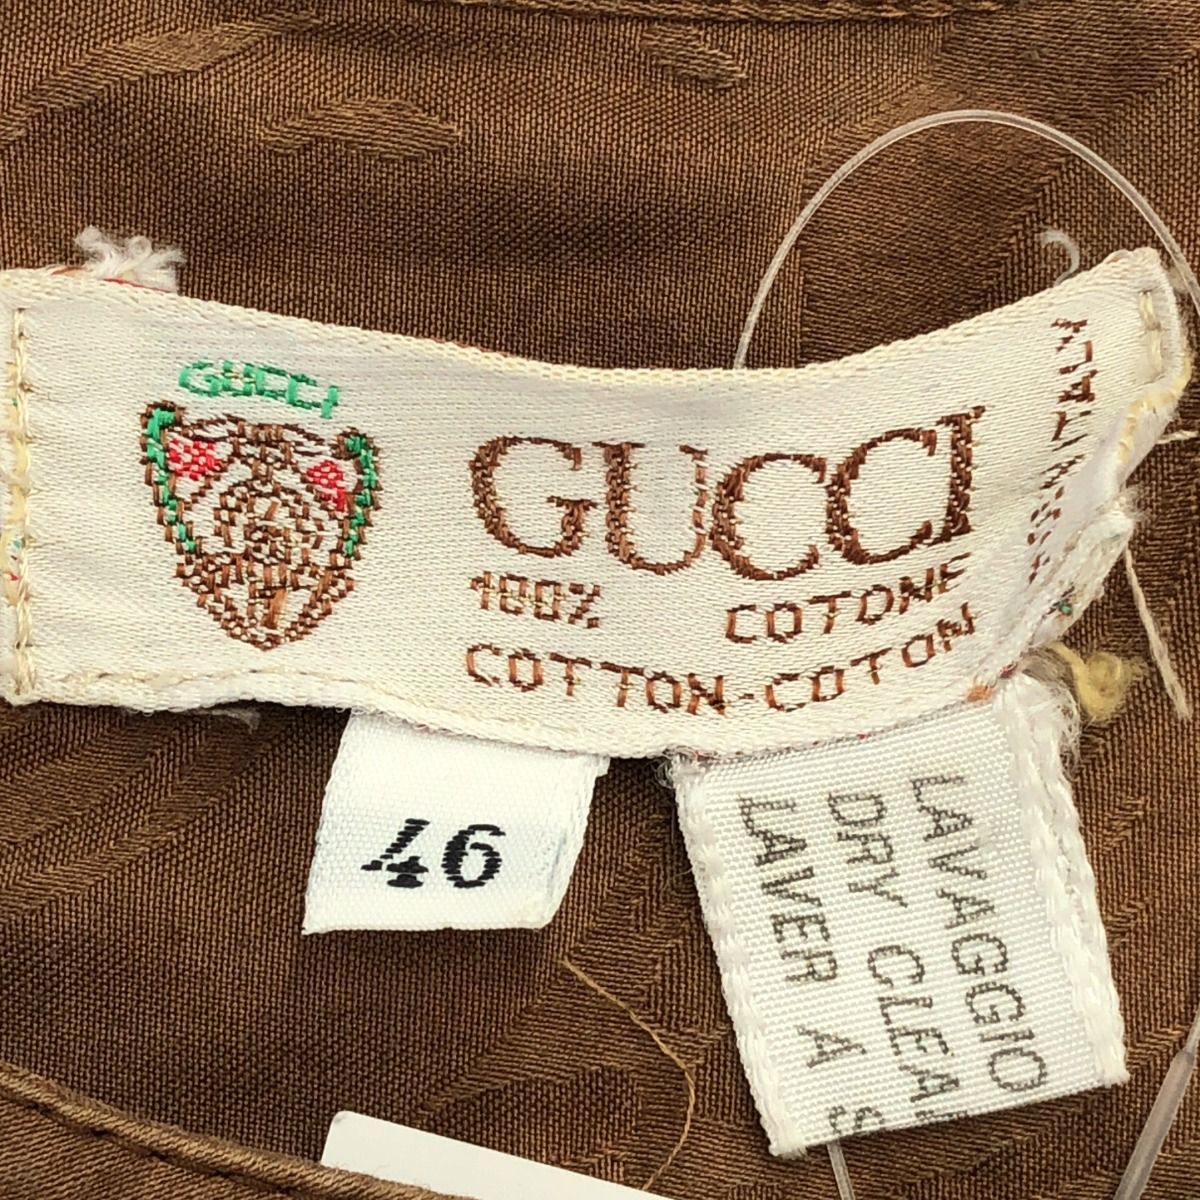 GUCCI
GUCCI
100% COTONE
COTTON-COTON
46
LAVAGGIO
DRY CLEA
LAVER A S